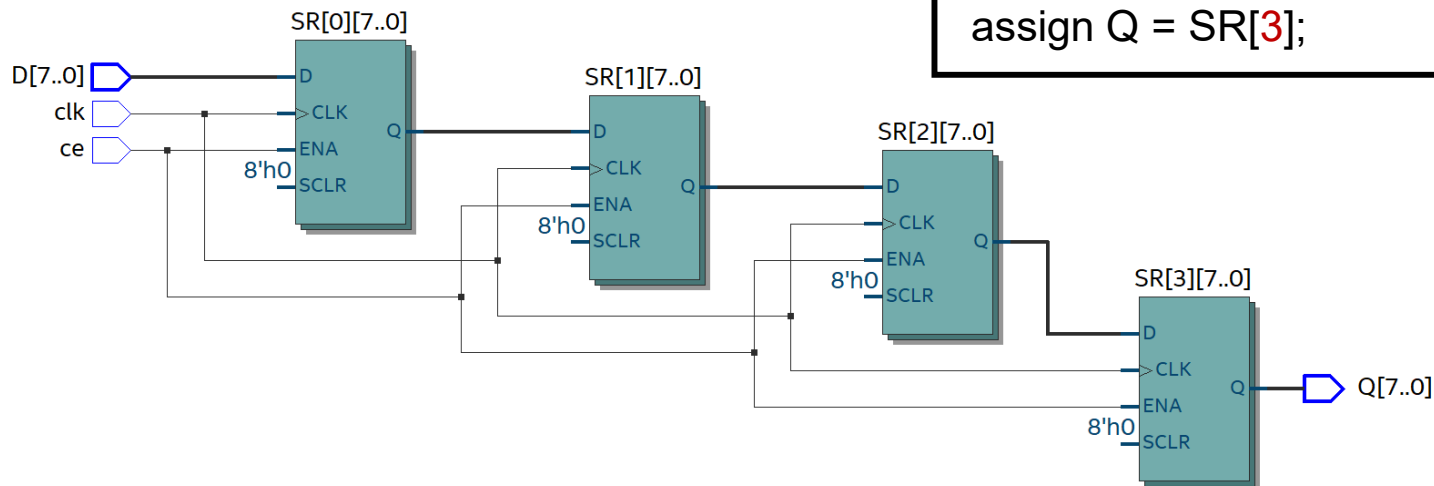 assign Q = SR[3];
SR[0][7..0]
D[7..0]
clk
ce
D
CLK
Q
ENA
8'h0
SCLR
SR[1][7..0]
D
CLK
Q
ENA
8'h0
SCLR
SR[2][7..0]
D
CLK
Q
ENA
8'h0
SCLR
SR[3][7..0]
D
CLK
Q
ENA
8'h0
SCLR
Q[7..0]